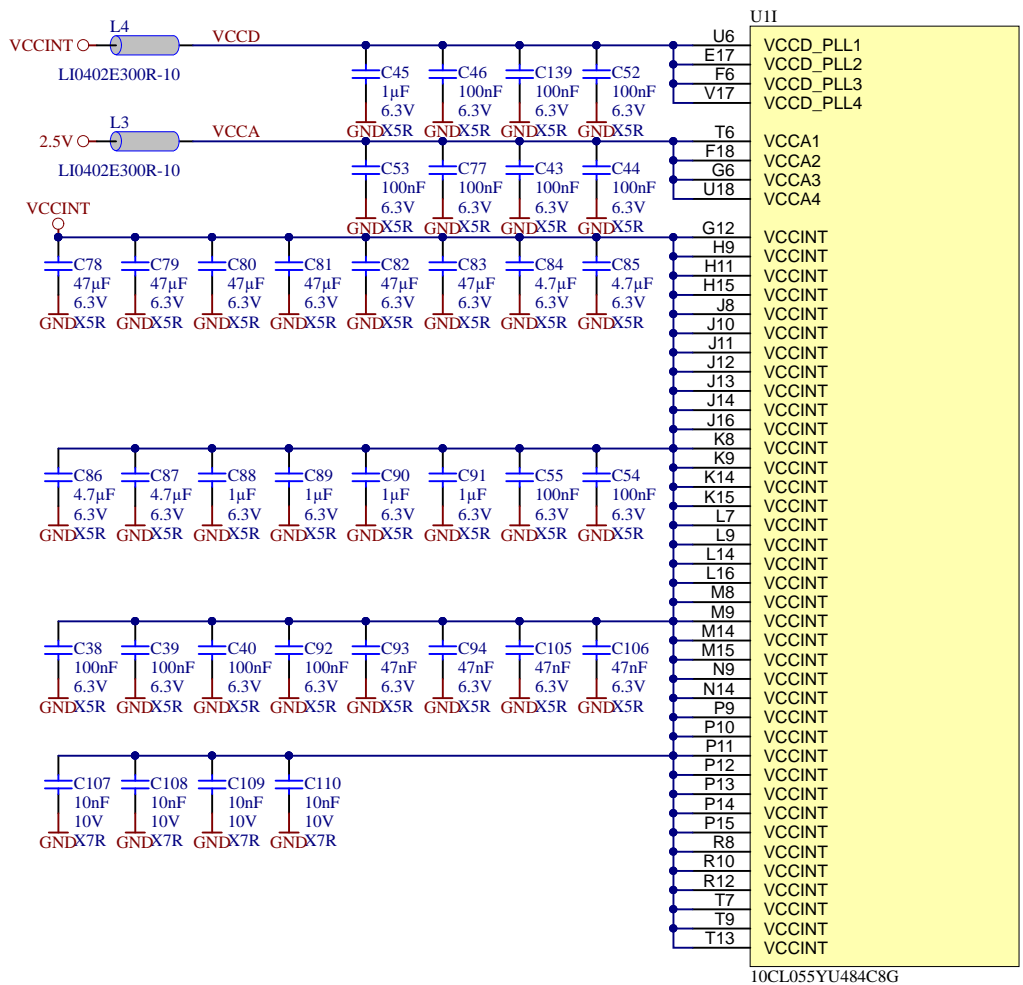 U1I
L4
VCCINT
VCCD
LI0402E300R-10
U6 VCCD_PLL1
E17 VCCD_PLL2
F6 VCCD_PLL3
V17 VCCD_PLL4
C45 C46 C139 C52
1µF 100nF 100nF 100nF
6.3V 6.3V 6.3V 6.3V
GND X5R GND X5R GND X5R GND X5R
L3
2.5V
VCCA
LI0402E300R-10
T6 VCCA1
F18 VCCA2
G6 VCCA3
U18 VCCA4
C53 C77 C43 C44
100nF 100nF 100nF 100nF
6.3V 6.3V 6.3V 6.3V
GND X5R GND X5R GND X5R GND X5R
VCCINT
C78 C79 C80 C81 C82 C83 C84 C85
47µF 47µF 47µF 47µF 47µF 47µF 4.7µF 4.7µF
6.3V 6.3V 6.3V 6.3V 6.3V 6.3V 6.3V 6.3V
GND X5R GND X5R GND X5R GND X5R GND X5R GND X5R GND X5R GND X5R
C86 C87 C88 C89 C90 C91 C55 C54
4.7µF 4.7µF 1µF 1µF 1µF 1µF 100nF 100nF
6.3V 6.3V 6.3V 6.3V 6.3V 6.3V 6.3V 6.3V
GND X5R GND X5R GND X5R GND X5R GND X5R GND X5R GND X5R GND X5R
C38 C39 C40 C92 C93 C94 C105 C106
100nF 100nF 100nF 100nF 47nF 47nF 47nF 47nF
6.3V 6.3V 6.3V 6.3V 6.3V 6.3V 6.3V 6.3V
GND X5R GND X5R GND X5R GND X5R GND X5R GND X5R GND X5R GND X5R
C107 C108 C109 C110
10nF 10nF 10nF 10nF
10V 10V 10V 10V
GND X7R GND X7R GND X7R GND X7R
G12 VCCINT
H9 VCCINT
H11 VCCINT
H15 VCCINT
J8 VCCINT
J10 VCCINT
J11 VCCINT
J12 VCCINT
J13 VCCINT
J14 VCCINT
J16 VCCINT
K8 VCCINT
K9 VCCINT
K14 VCCINT
K15 VCCINT
L7 VCCINT
L9 VCCINT
L14 VCCINT
L16 VCCINT
M8 VCCINT
M9 VCCINT
M14 VCCINT
M15 VCCINT
N9 VCCINT
N14 VCCINT
P9 VCCINT
P10 VCCINT
P11 VCCINT
P12 VCCINT
P13 VCCINT
P14 VCCINT
P15 VCCINT
R8 VCCINT
R10 VCCINT
R12 VCCINT
T7 VCCINT
T9 VCCINT
T13 VCCINT
10CL055YU484C8G